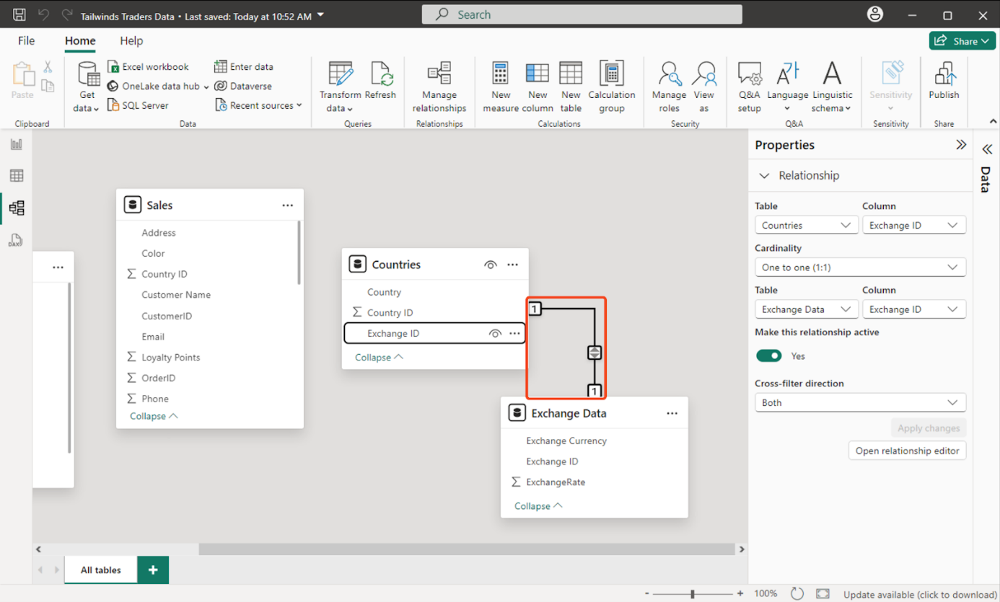 Tailwinds Traders Data • Last saved: Today at 10:52 AM
Search
File
Home
Help
Share
Paste
Clipboard
Get data
Excel workbook
OneLake data hub
SQL Server
Enter data
Dataverse
Recent sources
Data
Transform data
Refresh
Queries
Manage relationships
Relationships
New measure
New column
New table
Calculation group
Calculations
Manage roles
View as
Security
Q&A setup
Language
Linguistic schema
Q&A
Sensitivity
Sensitivity
Publish
Share
DAX
Sales
Address
Color
Country ID
Customer Name
CustomerID
Email
Loyalty Points
OrderID
Phone
Collapse
Countries
Country
Country ID
Exchange ID
Collapse
1
1
Exchange Data
Exchange Currency
Exchange ID
ExchangeRate
Collapse
Properties
Relationship
Table
Column
Countries
Exchange ID
Cardinality
One to one (1:1)
Table
Column
Exchange Data
Exchange ID
Make this relationship active
Yes
Cross-filter direction
Both
Apply changes
Open relationship editor
Data
All tables
+
- + 100%
Update available (click to download)